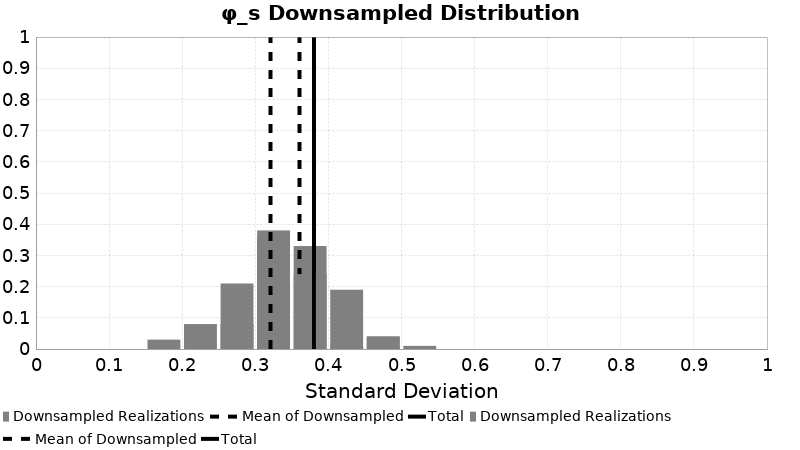 φ_s Downsampled Distribution
1
0.9
0.8
0.7
0.6
0.5
0.4
0.3
0.2
0.1
0
0 0.1 0.2 0.3 0.4 0.5 0.6 0.7 0.8 0.9 1
Standard Deviation
Downsampled Realizations Mean of Downsampled Total Downsampled Realizations
Mean of Downsampled Total